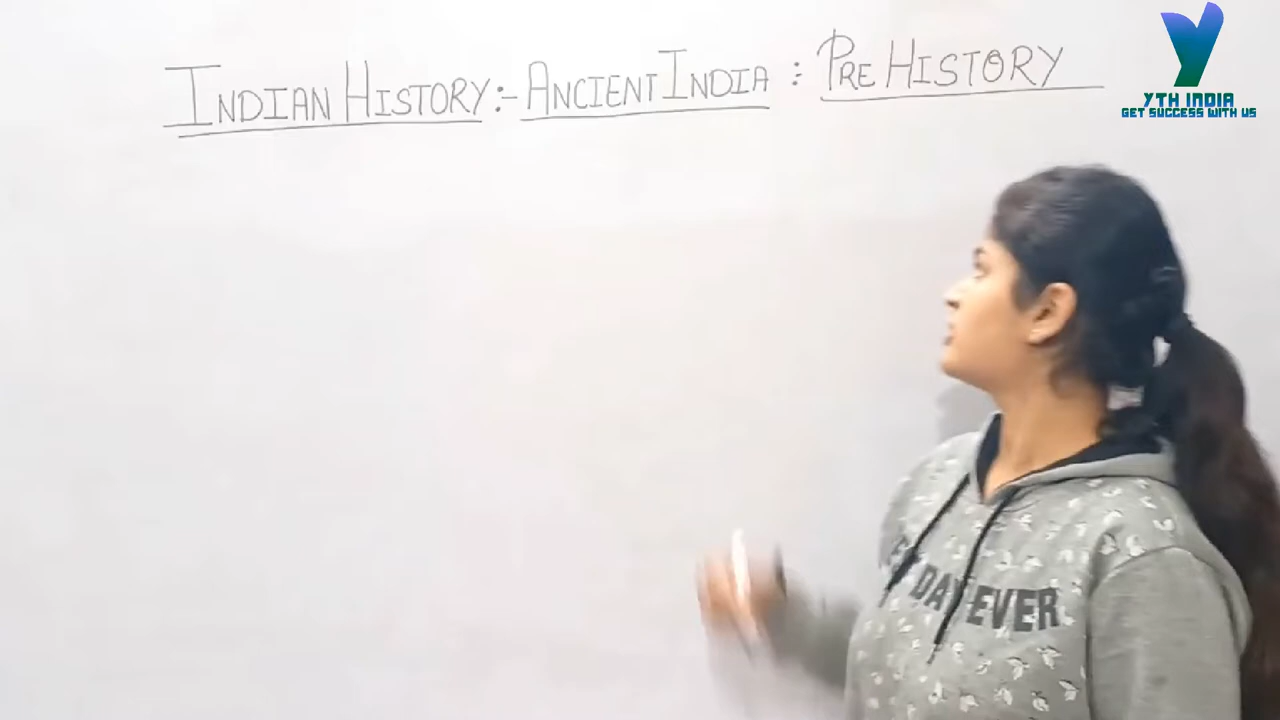 INDIAN HISTORY:- ANCIENT INDIA : PRE HISTORY
YTH INDIA
GET SUCCESS WITH US
DAY EVER